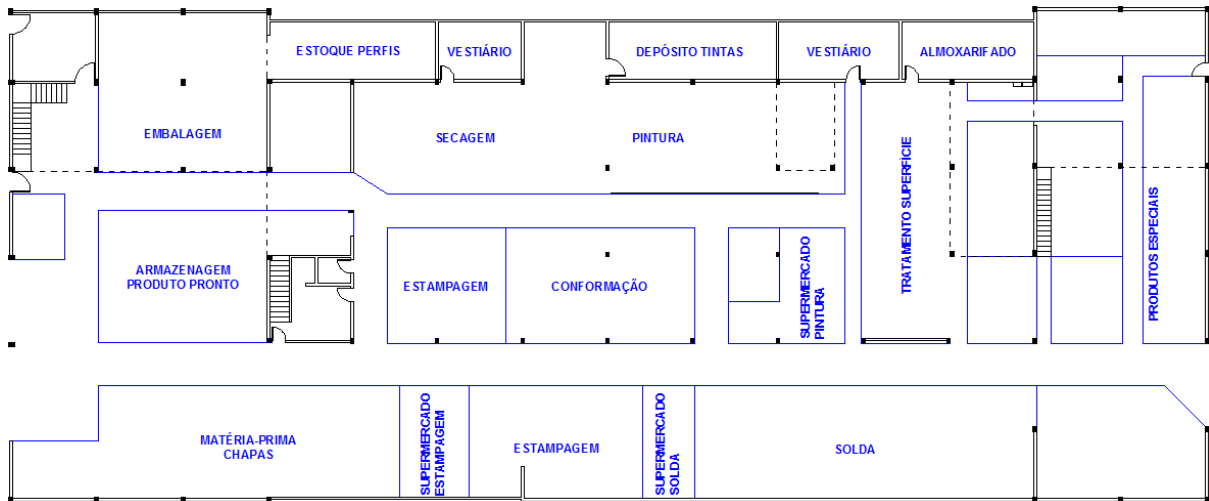 ESTOQUE PERFIS
VESTIÁRIO
DEPÓSITO TINTAS
VESTIÁRIO
ALMOXARIFADO
EMBALAGEM
SECAGEM
PINTURA
TRATAMENTO SUPERFÍCIE
PRODUTOS ESPECIAIS
ARMAZENAGEM
PRODUTO PRONTO
ESTAMPAGEM
CONFORMAÇÃO
SUPERMERCADO
PINTURA
MATÉRIA-PRIMA
CHAPAS
SUPERMERCADO
ESTAMPAGEM
ESTAMPAGEM
SUPERMERCADO
SOLDA
SOLDA